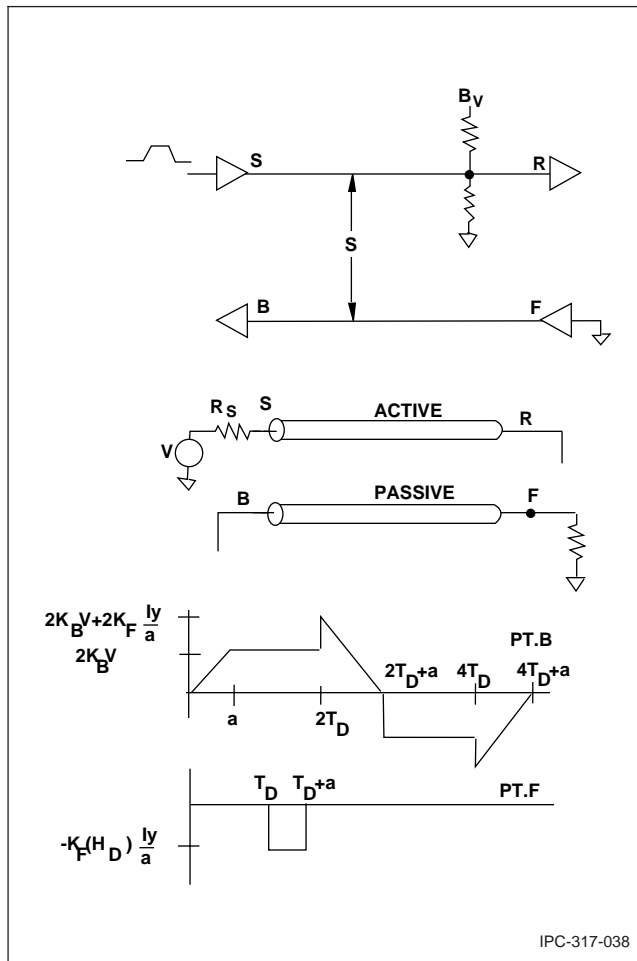 B_V
S
R
S
B
F
R_S
S
ACTIVE
R
V
B
PASSIVE
F
2K_BV+2K_F ly/a
2K_BV
PT.B
a
2T_D
2T_D+a
4T_D
4T_D+a
T_D
T_D+a
PT.F
-K_F(H_D) ly/a
IPC-317-038